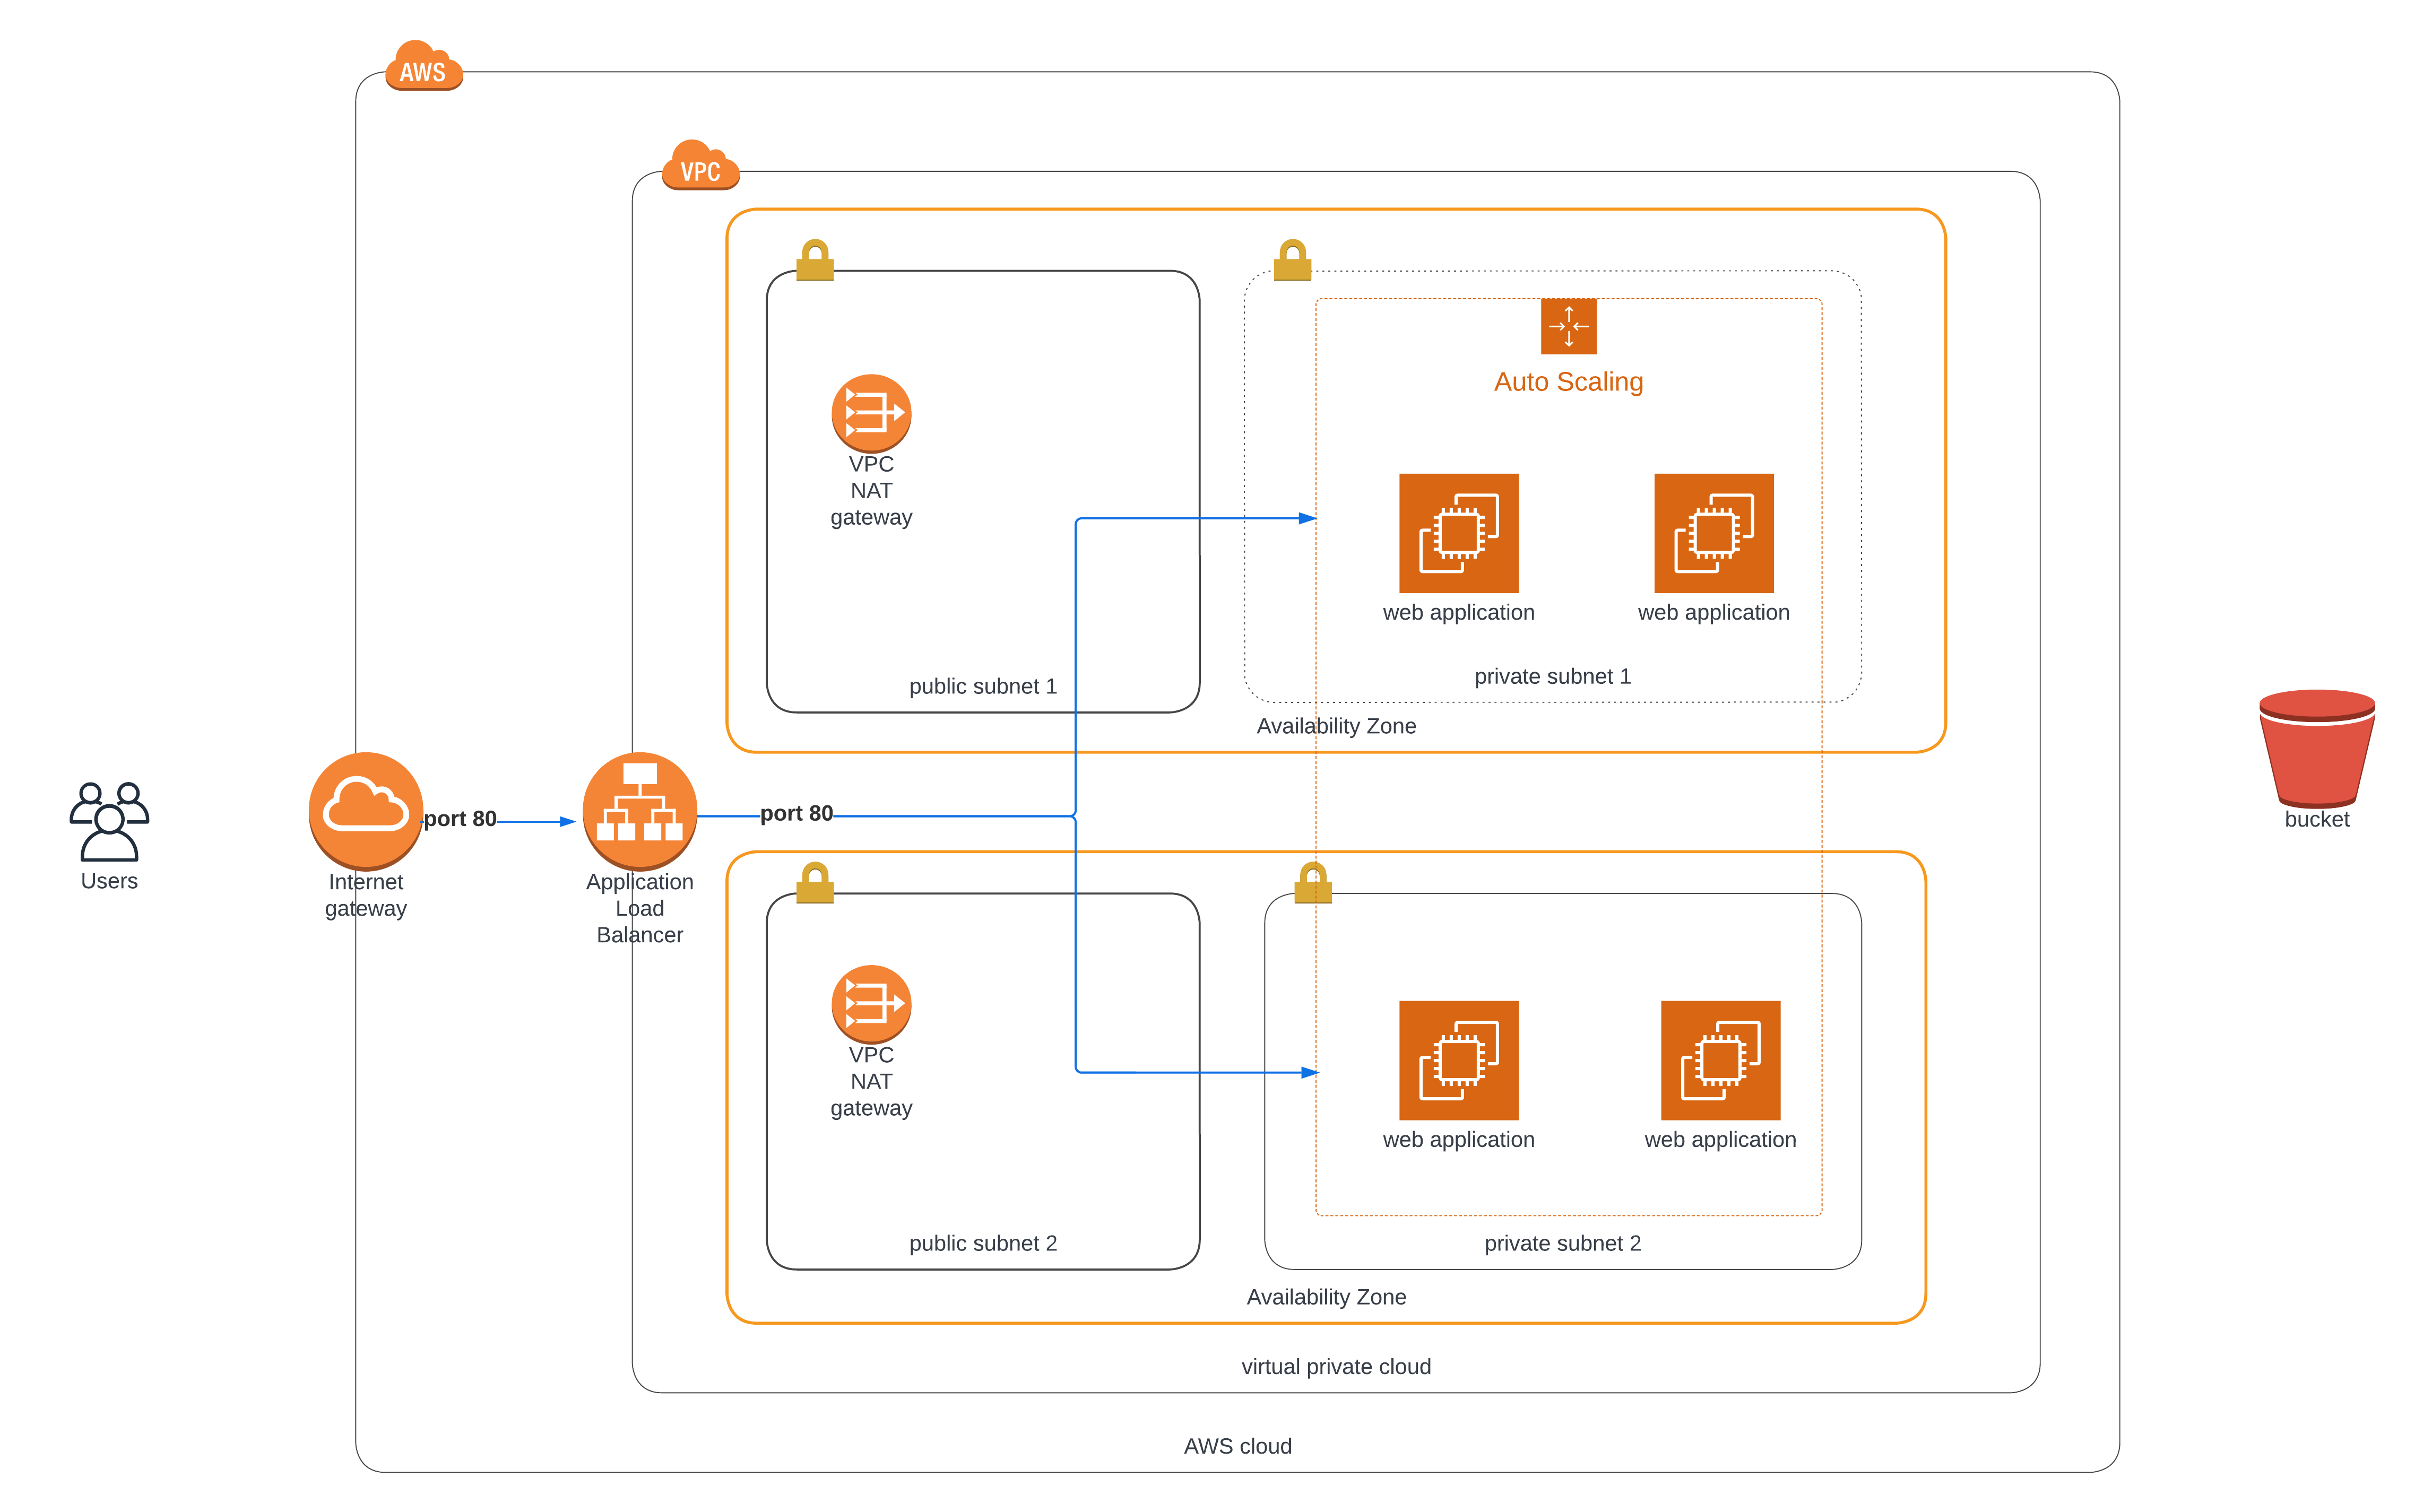 AWS
VPC
Auto Scaling
VPC
NAT
gateway
web application
web application
public subnet 1
private subnet 1
Availability Zone
port 80
port 80
bucket
Users
Internet
gateway
Application
Load
Balancer
VPC
NAT
gateway
web application
web application
public subnet 2
private subnet 2
Availability Zone
virtual private cloud
AWS cloud